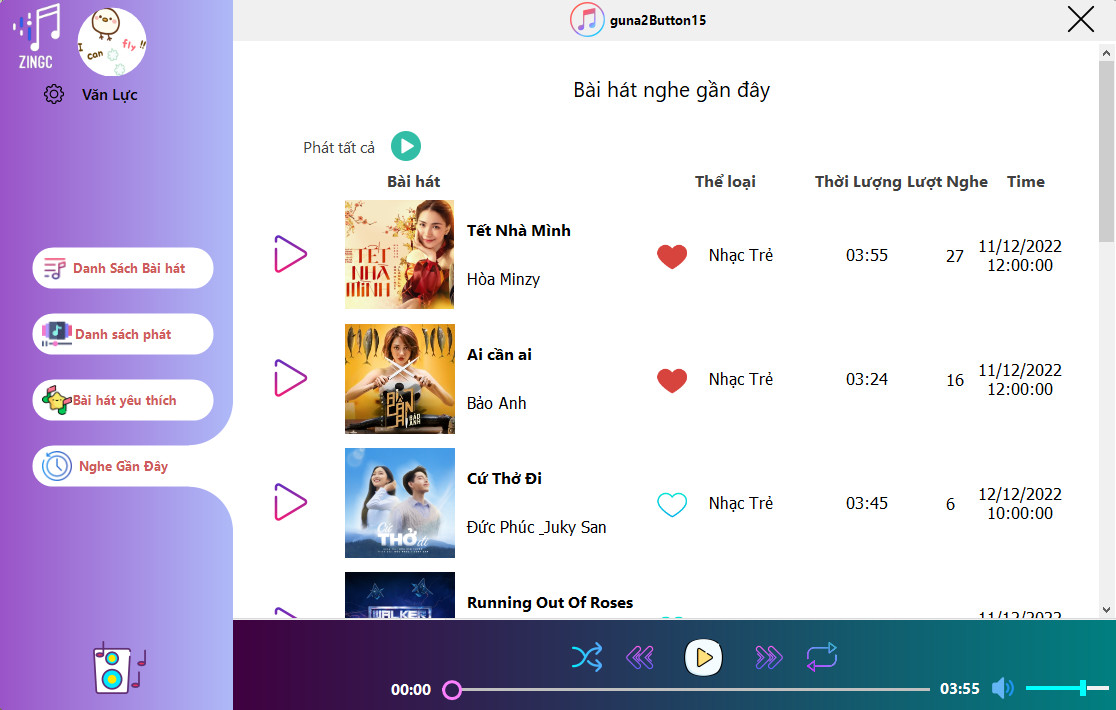 guna2Button15
ZINGC
I can fly !!
Văn Lực
Bài hát nghe gần đây
Phát tất cả
Bài hát Thể loại Thời Lượng Lượt Nghe Time
TẾT NHÀ MÌNH
Tết Nhà Mình
Hòa Minzy
Nhạc Trẻ
03:55
27
11/12/2022
12:00:00
AI CẦN AI
BẢO ANH
Ai cần ai
Bảo Anh
Nhạc Trẻ
03:24
16
11/12/2022
12:00:00
Cứ
THỞ đi
Cứ Thở Đi
Đức Phúc _Juky San
Nhạc Trẻ
03:45
6
12/12/2022
10:00:00
WALKER
Running Out Of Roses
11/12/2022
Danh Sách Bài hát
Danh sách phát
Bài hát yêu thích
Nghe Gần Đây
00:00
03:55